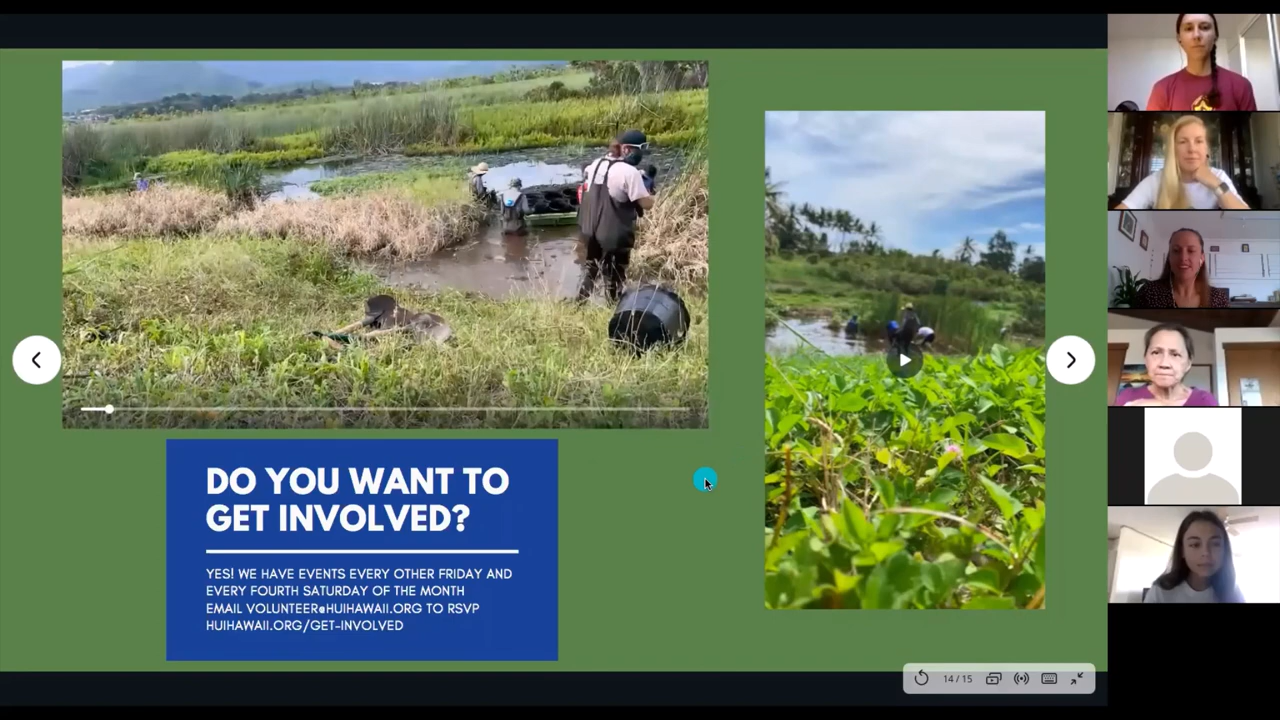 DO YOU WANT TO
GET INVOLVED?
YES! WE HAVE EVENTS EVERY OTHER FRIDAY AND
EVERY FOURTH SATURDAY OF THE MONTH
EMAIL VOLUNTEER@HUIHAWAII.ORG TO RSVP
HUIHAWAII.ORG/GET-INVOLVED
14 / 15